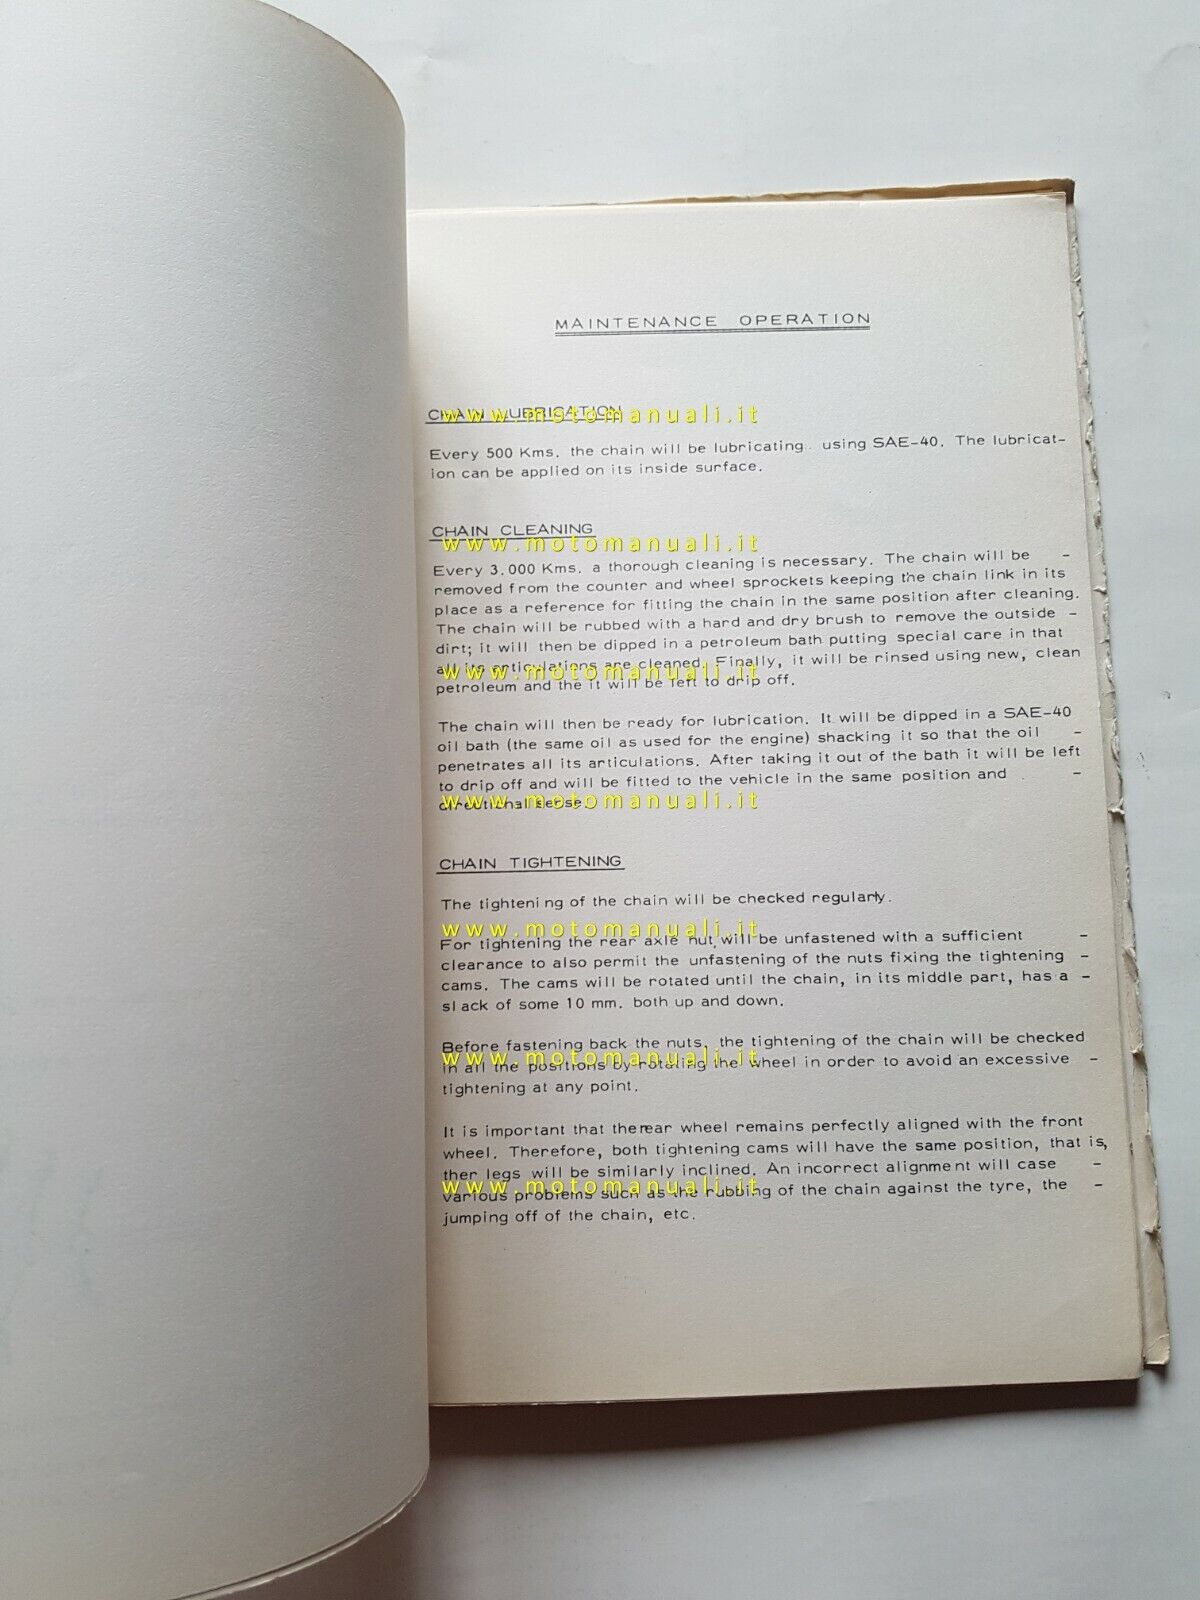 MAINTENANCE OPERATION
CHAIN LUBRICATION
www.motomanuali.it
Every 500 Kms. the chain will be lubricating.. using SAE-40. The lubricat-
ion can be applied on its inside surface.
CHAIN CLEANING
www.motomanuali.it
Every 3.000 Kms. a thorough cleaning is necessary. The chain will be -
removed from the counter and wheel sprockets keeping the chain link in its
place as a reference for fitting the chain in the same position after cleaning.
The chain will be rubbed with a hard and dry brush to remove the outside -
dirt; it will then be dipped in a petroleum bath putting special care in that
all its articulations are cleaned. Finally, it will be rinsed using new, clean
www.motomanuali.it
petroleum and the it will be left to drip off.
The chain will then be ready for lubrication. It will be dipped in a SAE-40
oil bath (the same oil as used for the engine) shacking it so that the oil -
penetrates all its articulations. After taking it out of the bath it will be left
to drip off and will be fitted to the vehicle in the same position and . -
directional sense.
www.motomanuali.it
CHAIN TIGHTENING
The tightening of the chain will be checked regularly.
www.motomanuali.it
For tightening the rear axle nut, will be unfastened with a sufficient -
clearance to also permit the unfastening of the nuts fixing the tightening -
cams. The cams will be rotated until the chain, in its middle part, has a -
slack of some 10 mm. both up and down.
Before fastening back the nuts, the tightening of the chain will be checked
www.motomanuali.it
in all the positions by rotating the wheel in order to avoid an excessive -
tightening at any point.
It is important that therear wheel remains perfectly aligned with the front
wheel. Therefore, both tightening cams will have the same position, that is,
ther legs will be similarly inclined. An incorrect alignment will case -
www.motomanuali.it
various problems such as the rubbing of the chain against the tyre, the -
jumping off of the chain, etc.